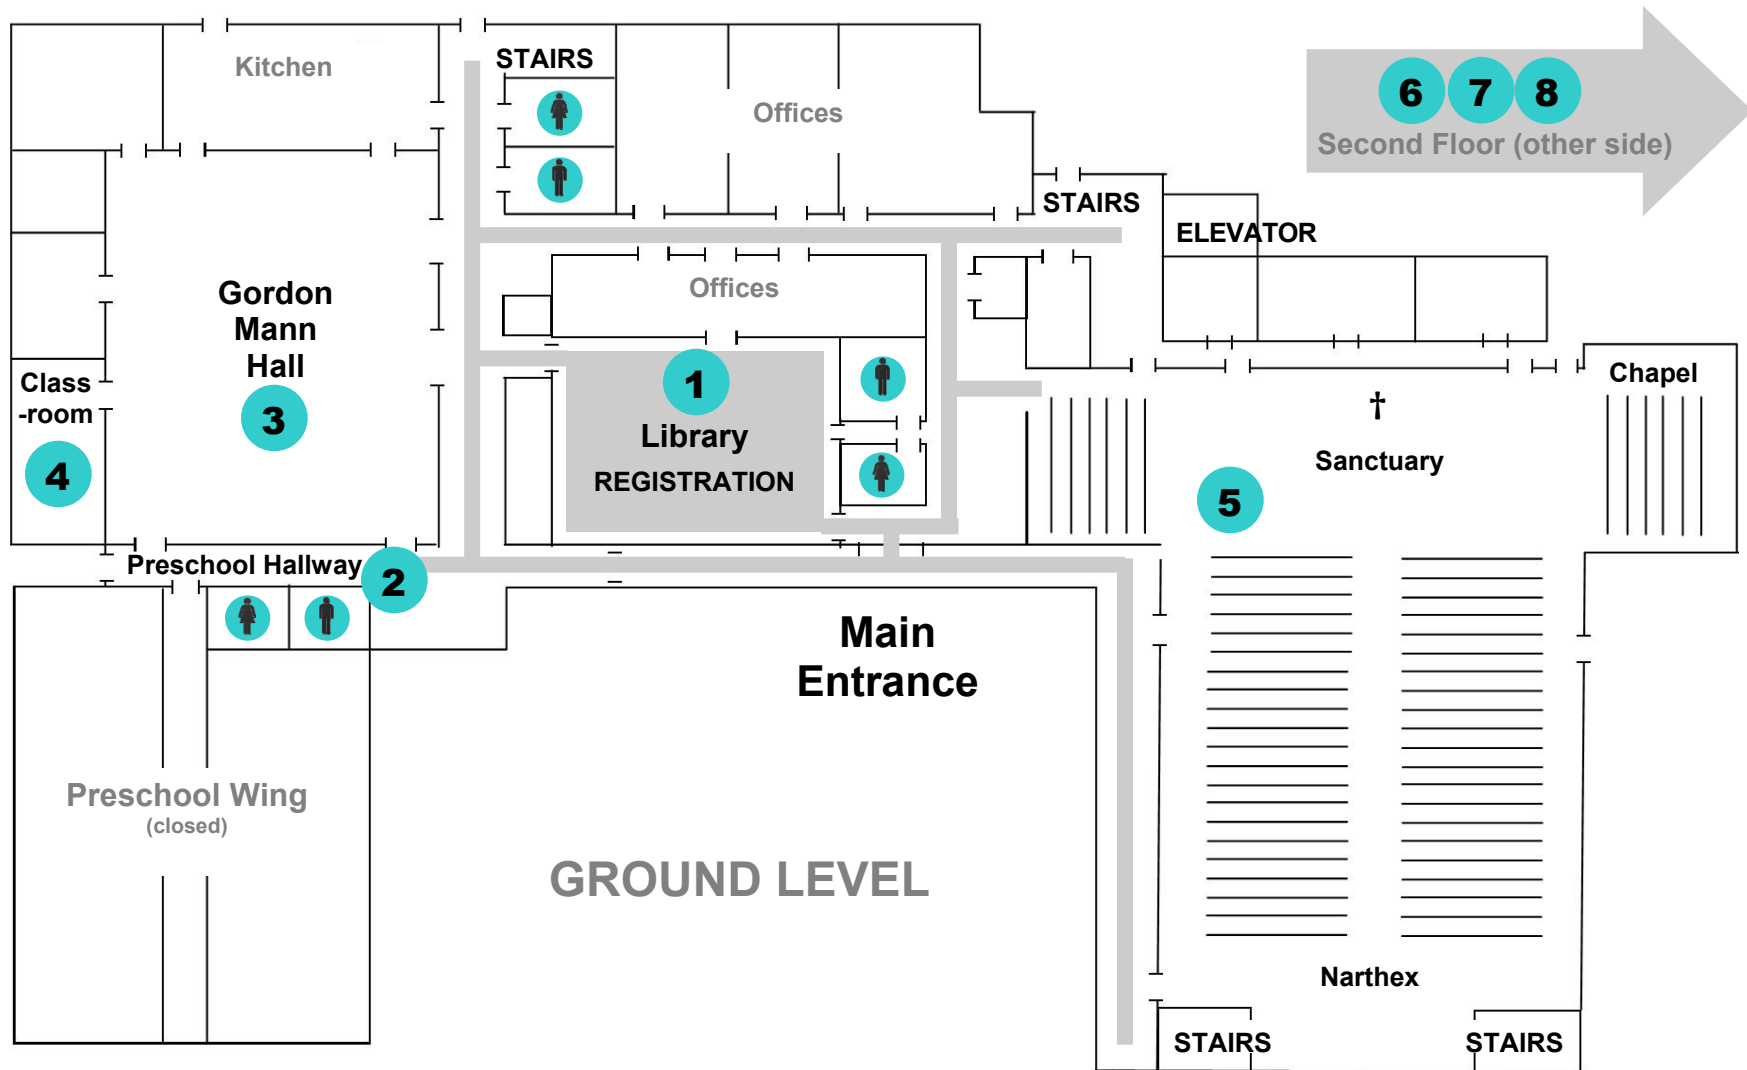 Kitchen
STAIRS
Offices
6 7 8
Second Floor (other side)
STAIRS
ELEVATOR
Gordon
Mann
Hall
3
Class
-room
4
Offices
1
Library
REGISTRATION
Chapel
†
Sanctuary
5
Preschool Hallway
2
Main
Entrance
Preschool Wing
(closed)
GROUND LEVEL
Narthex
STAIRS
STAIRS